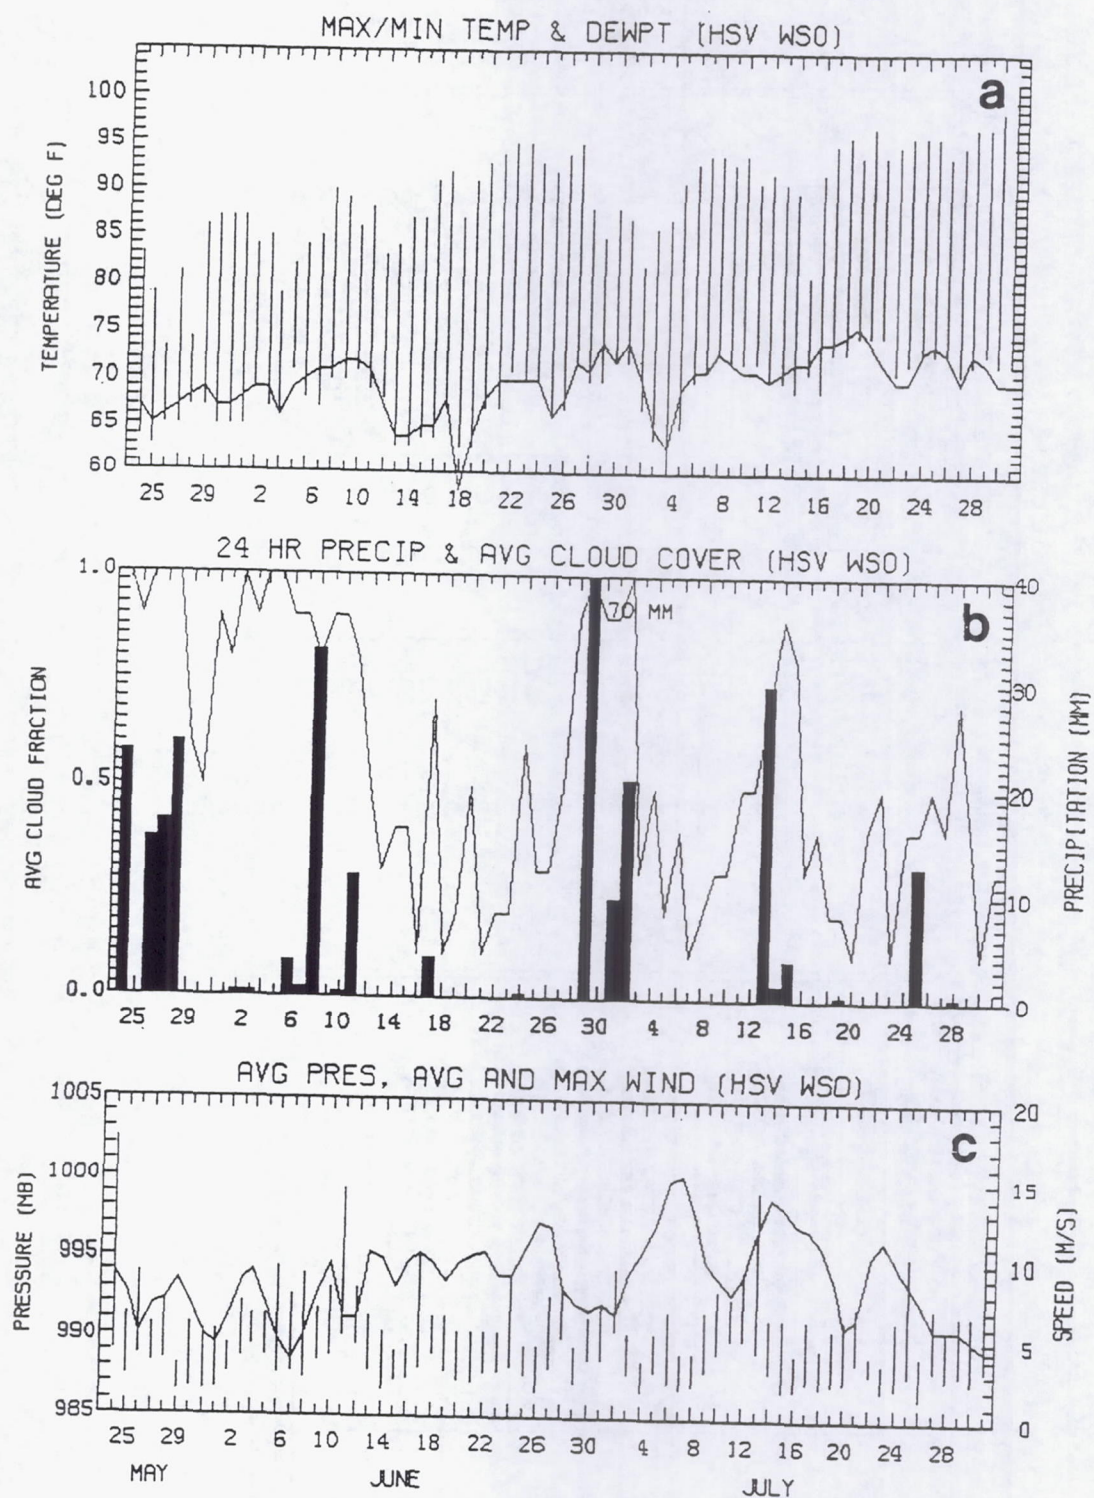 MAX/MIN TEMP & DEWPT (HSV WSO)
a
TEMPERATURE (DEG F)
100
95
90
85
80
75
70
65
60
25 29 2 6 10 14 18 22 26 30 4 8 12 16 20 24 28
24 HR PRECIP & AVG CLOUD COVER (HSV WSO)
b
70 MM
AVG CLOUD FRACTION
1.0
0.5
0.0
PRECIPITATION (MM)
40
30
20
10
0
25 29 2 6 10 14 18 22 26 30 4 8 12 16 20 24 28
AVG PRES, AVG AND MAX WIND (HSV WSO)
c
PRESSURE (MB)
1005
1000
995
990
985
SPEED (M/S)
20
15
10
5
0
25 29 2 6 10 14 18 22 26 30 4 8 12 16 20 24 28
MAY JUNE JULY